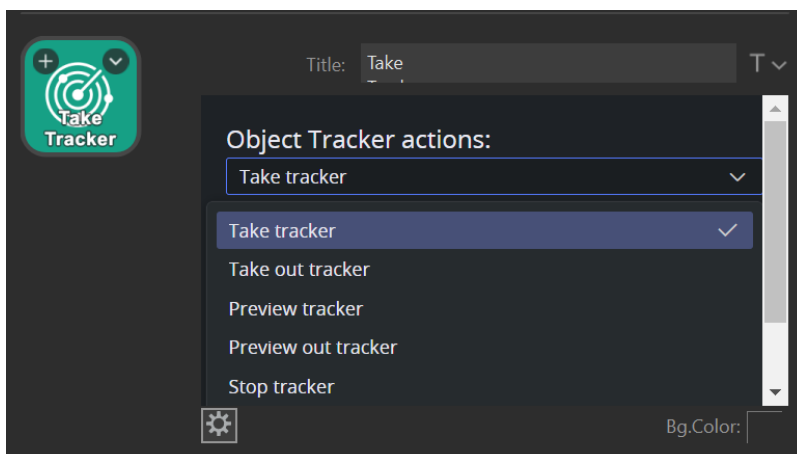 Title: Take
T
Take
Tracker
Object Tracker actions:
Take tracker
Take tracker
Take out tracker
Preview tracker
Preview out tracker
Stop tracker
Bg.Color: